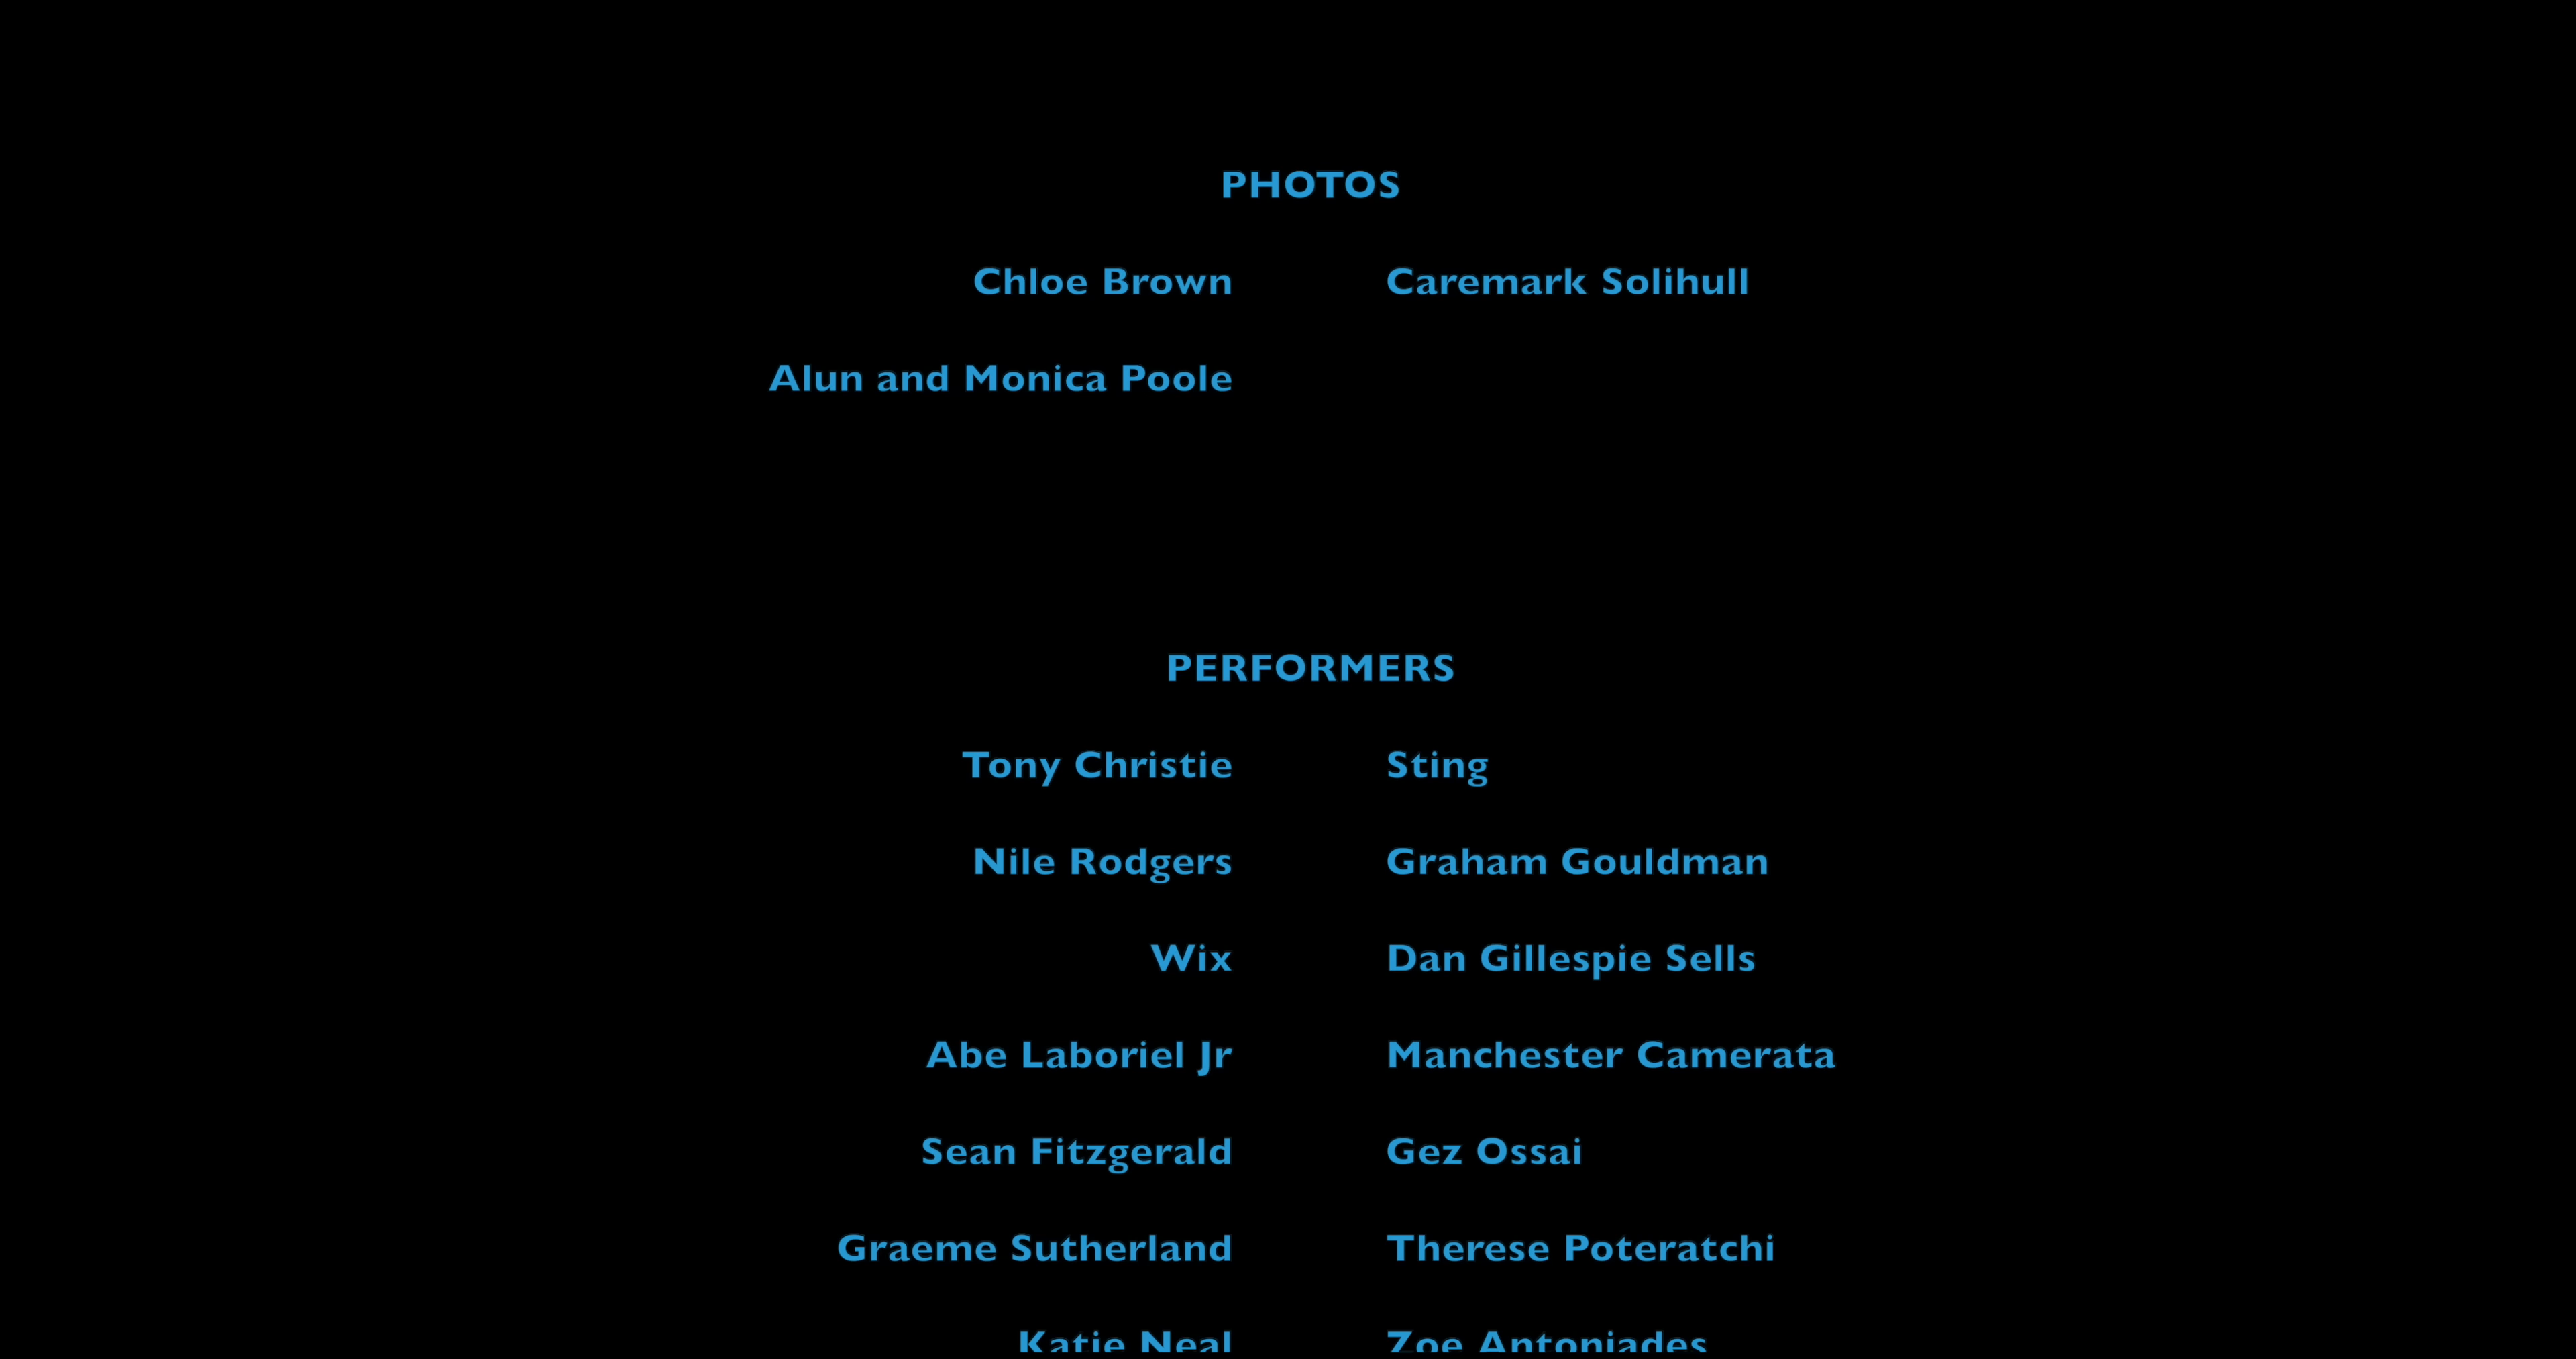 PHOTOS
Chloe Brown Caremark Solihull
Alun and Monica Poole
PERFORMERS
Tony Christie Sting
Nile Rodgers Graham Gouldman
Wix Dan Gillespie Sells
Abe Laboriel Jr Manchester Camerata
Sean Fitzgerald Gez Ossai
Graeme Sutherland Therese Poteratchi
Katie Neal Zoe Antoniades